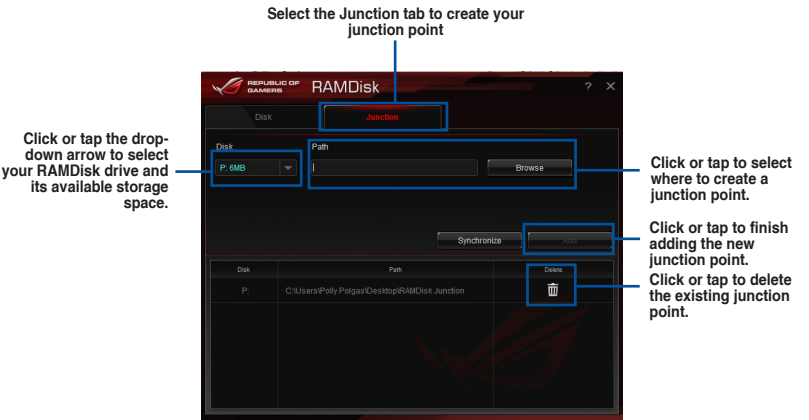 Select the Junction tab to create your
junction point
REPUBLIC OF
GAMERS
RAMDisk
? ×
Disk
Junction
Click or tap the drop-
down arrow to select
your RAMDisk drive and
its available storage
space.
Disk
Path
P: 6MB
Browse
Click or tap to select
where to create a
junction point.
Synchronize
Add
Click or tap to finish
adding the new
junction point.
Disk
Path
Delete
P:
C:\Users\Polly Polgas\Desktop\RAMDisk Junction
Click or tap to delete
the existing junction
point.